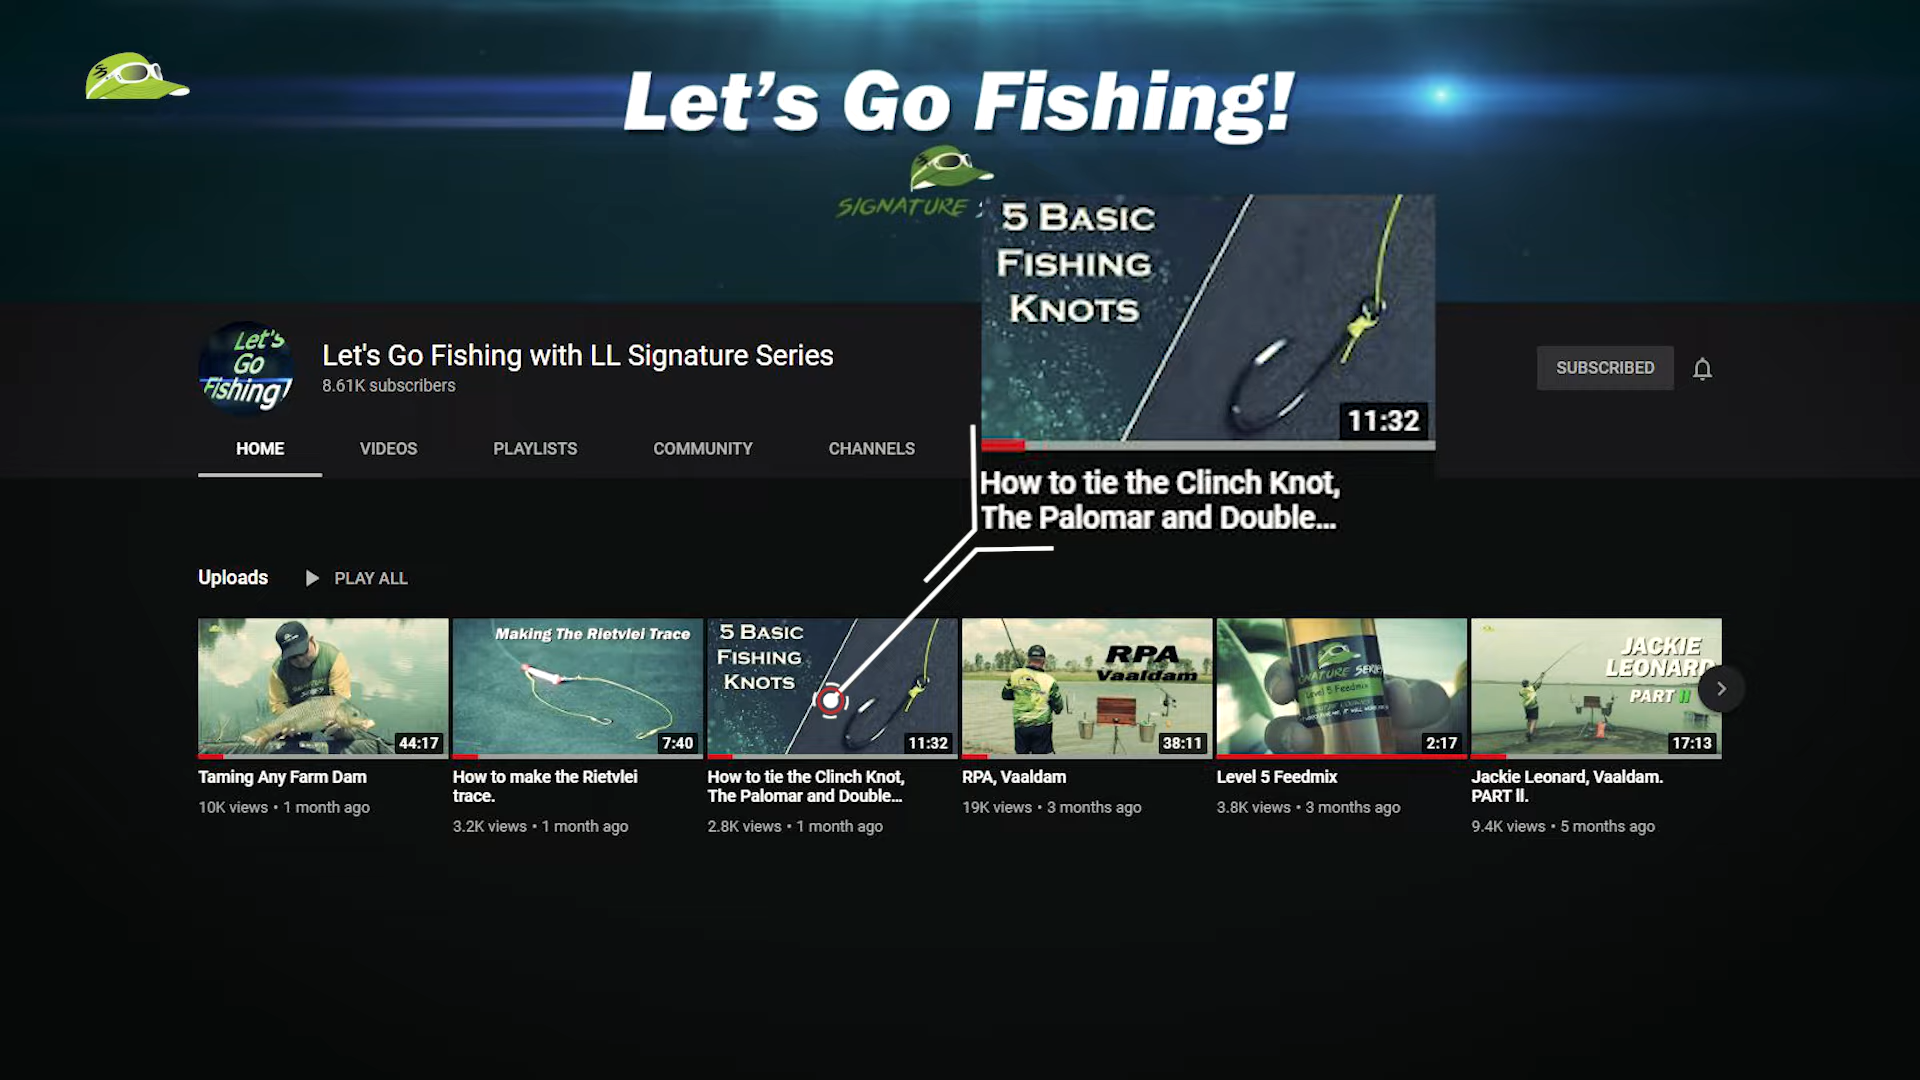 Let's Go Fishing!
SIGNATURE
5 BASIC
FISHING
KNOTS
11:32
How to tie the Clinch Knot,
The Palomar and Double...
Let's
Go
Fishing!
Let's Go Fishing with LL Signature Series
8.61K subscribers
SUBSCRIBED
HOME
VIDEOS
PLAYLISTS
COMMUNITY
CHANNELS
Uploads
PLAY ALL
44:17
Taming Any Farm Dam
10K views • 1 month ago
Making The Rietvlei Trace
7:40
How to make the Rietvlei
trace.
3.2K views • 1 month ago
5 BASIC
FISHING
KNOTS
11:32
How to tie the Clinch Knot,
The Palomar and Double...
2.8K views • 1 month ago
RPA
Vaaldam
38:11
RPA, Vaaldam
19K views • 3 months ago
Level 5 Feedmix
2:17
Level 5 Feedmix
3.8K views • 3 months ago
JACKIE
LEONARD
PART II
17:13
Jackie Leonard, Vaaldam.
PART ll.
9.4K views • 5 months ago